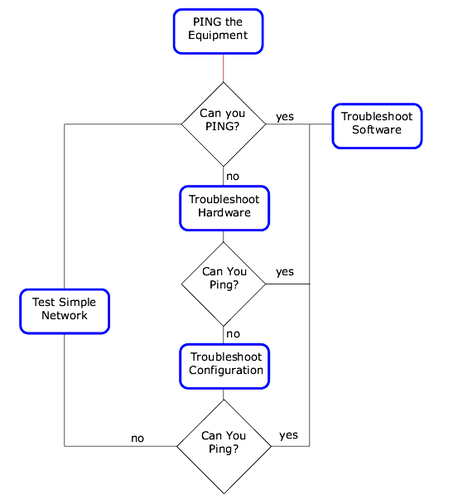 PING the
Equipment
Can you
PING?
yes
Troubleshoot
Software
no
Troubleshoot
Hardware
Can You
Ping?
yes
Test Simple
Network
no
Troubleshoot
Configuration
Can You
Ping?
no
yes